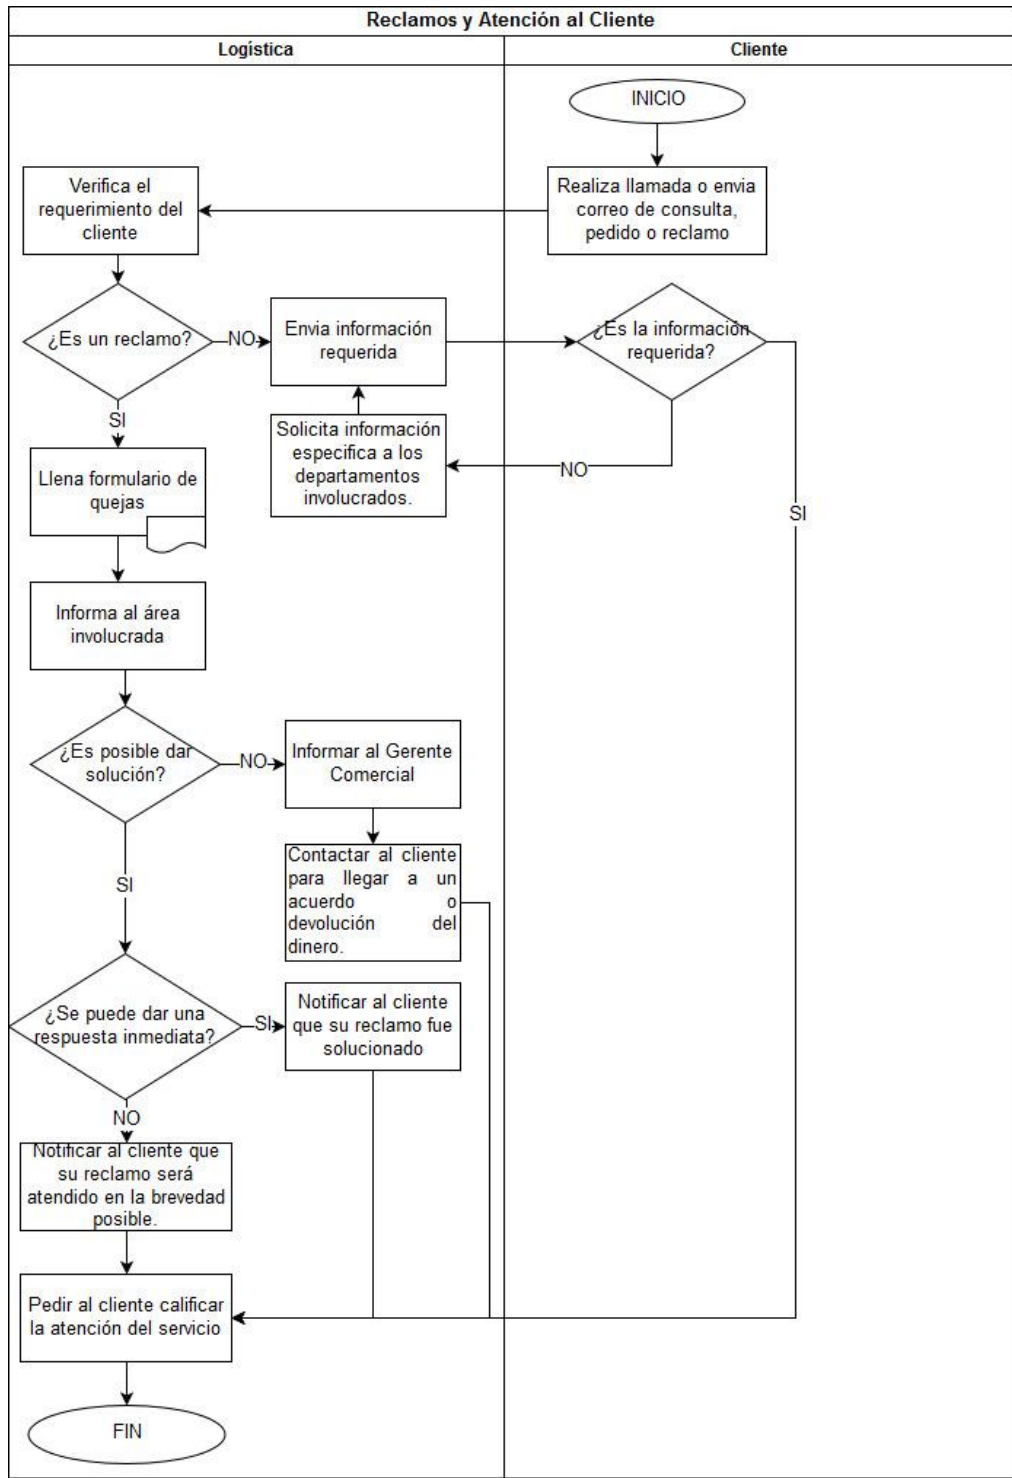 Reclamos y Atención al Cliente
Logística
Cliente
INICIO
Realiza llamada o envia
correo de consulta,
pedido o reclamo
Verifica el
requerimiento del
cliente
¿Es un reclamo?
NO
Envia información
requerida
¿Es la información
requerida?
SI
Solicita información
especifica a los
departamentos
involucrados.
NO
Llena formulario de
quejas
SI
Informa al área
involucrada
¿Es posible dar
solución?
NO
Informar al Gerente
Comercial
Contactar al cliente
para llegar a un
acuerdo o
devolución del
dinero.
SI
¿Se puede dar una
respuesta inmediata?
SI
Notificar al cliente
que su reclamo fue
solucionado
NO
Notificar al cliente que
su reclamo será
atendido en la brevedad
posible.
Pedir al cliente calificar
la atención del servicio
FIN